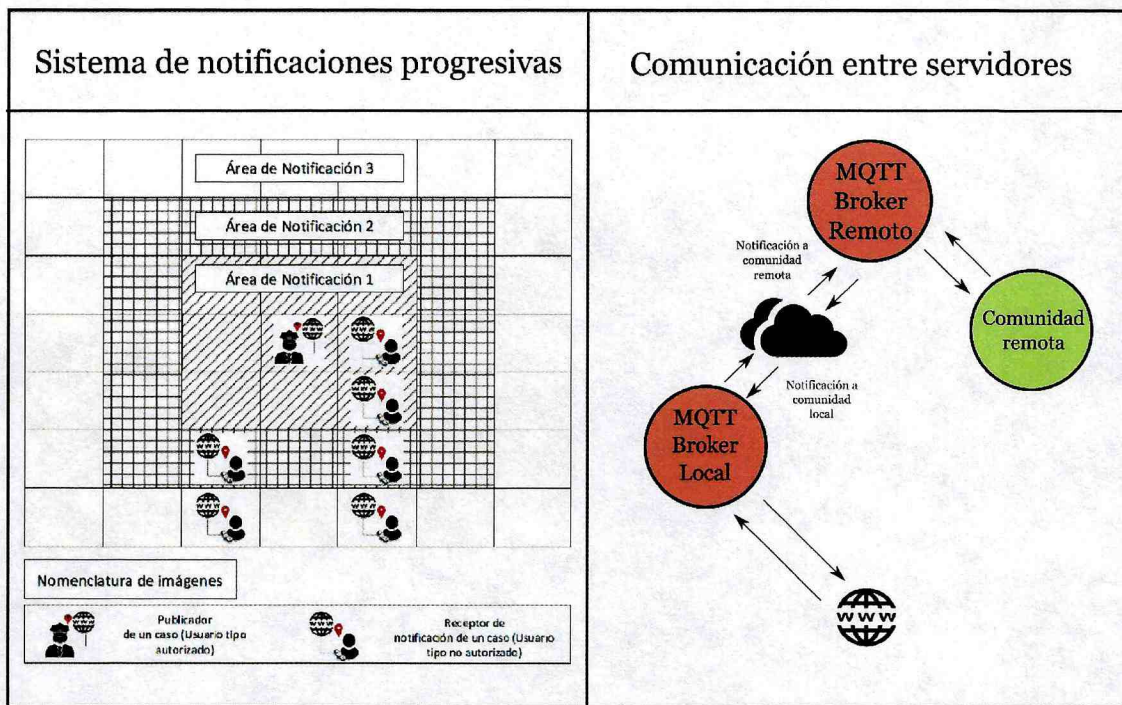 Sistema de notificaciones progresivas
Comunicación entre servidores
Área de Notificación 3
Área de Notificación 2
Área de Notificación 1
Nomenclatura de imágenes
Publicador
de un caso (Usuario tipo
autorizado)
Receptor de
notificación de un caso (Usuario
tipo no autorizado)
MQTT
Broker
Remoto
Notificación a
comunidad
remota
Comunidad
remota
Notificación a
comunidad
local
MQTT
Broker
Local
W W W